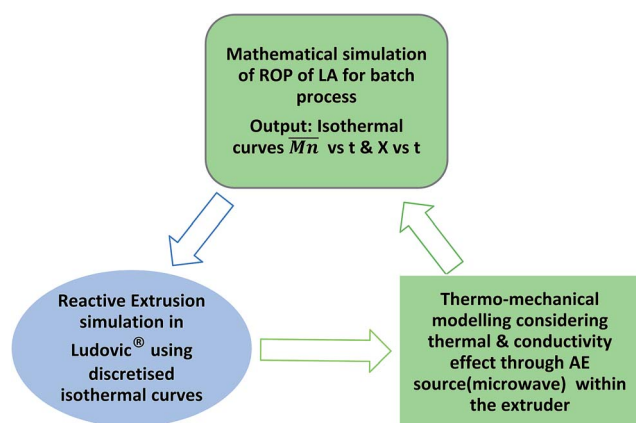 Mathematical simulation
of ROP of LA for batch
process
Output: Isothermal
curves M̅n̅ vs t & X vs t
Reactive Extrusion
simulation in
Ludovic® using
discretised
isothermal curves
Thermo-mechanical
modelling considering
thermal & conductivity
effect through AE
source(microwave) within
the extruder